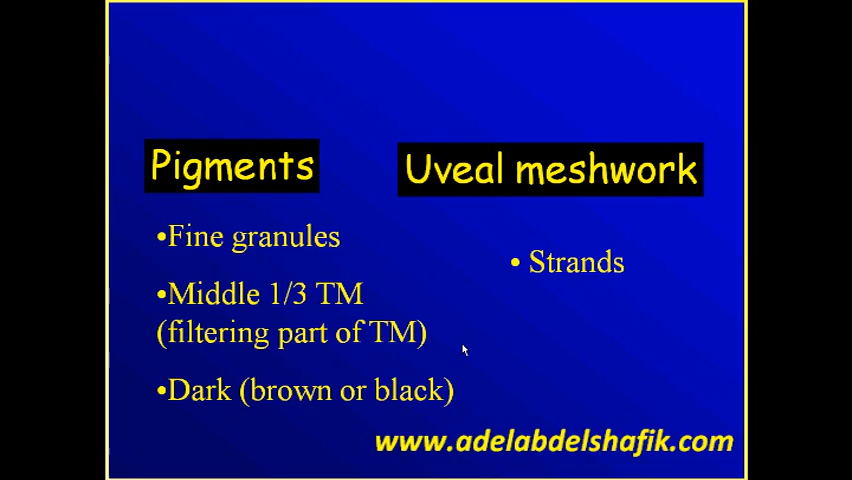 Pigments
•Fine granules
•Middle 1/3 TM
(filtering part of TM)
•Dark (brown or black)
Uveal meshwork
• Strands
www.adelabdelshafik.com